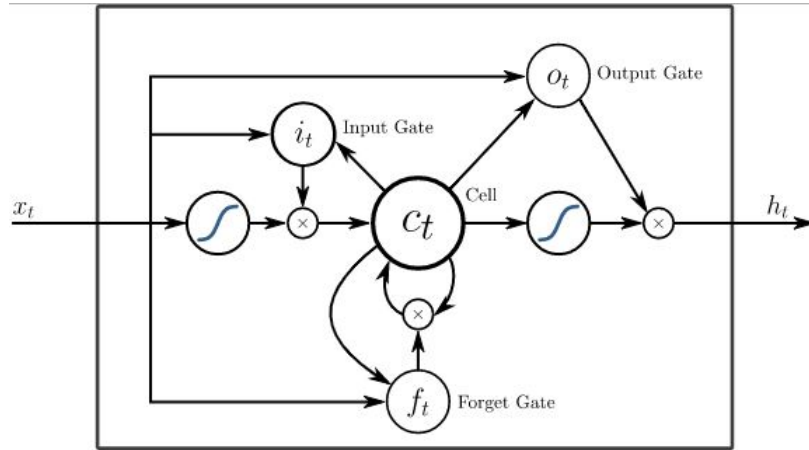 o_t Output Gate
i_t Input Gate
Cell
x_t
×
c_t
×
h_t
×
f_t Forget Gate